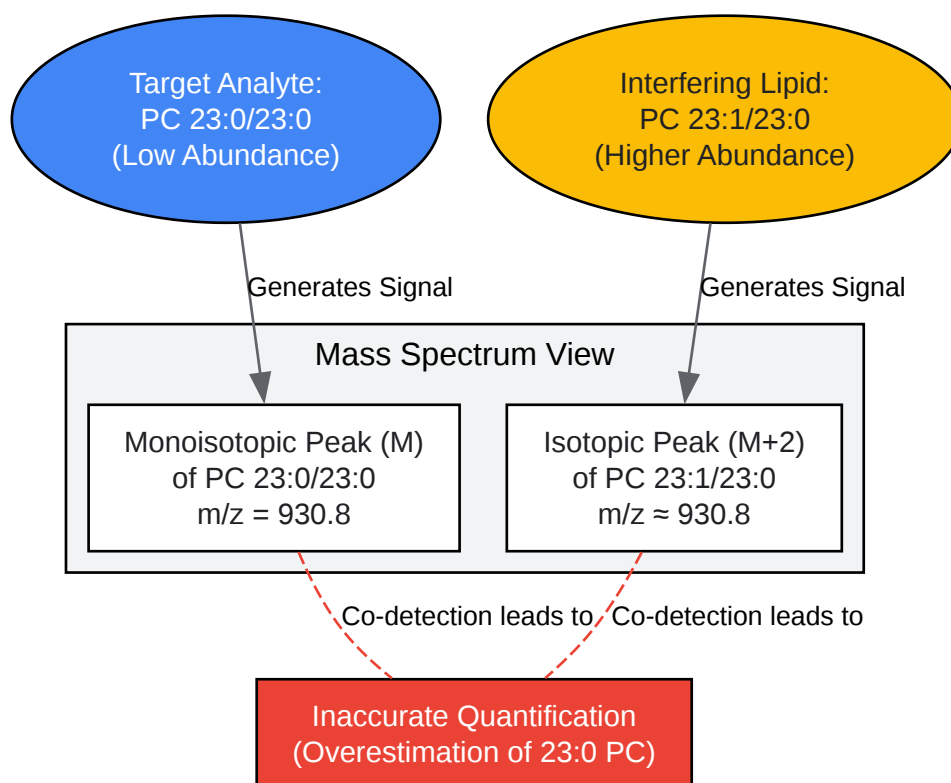 Target Analyte:
PC 23:0/23:0
(Low Abundance)
Interfering Lipid:
PC 23:1/23:0
(Higher Abundance)
Generates Signal
Generates Signal
Mass Spectrum View
Monoisotopic Peak (M)
of PC 23:0/23:0
m/z = 930.8
Isotopic Peak (M+2)
of PC 23:1/23:0
m/z ≈ 930.8
Co-detection leads to
Co-detection leads to
Inaccurate Quantification
(Overestimation of 23:0 PC)